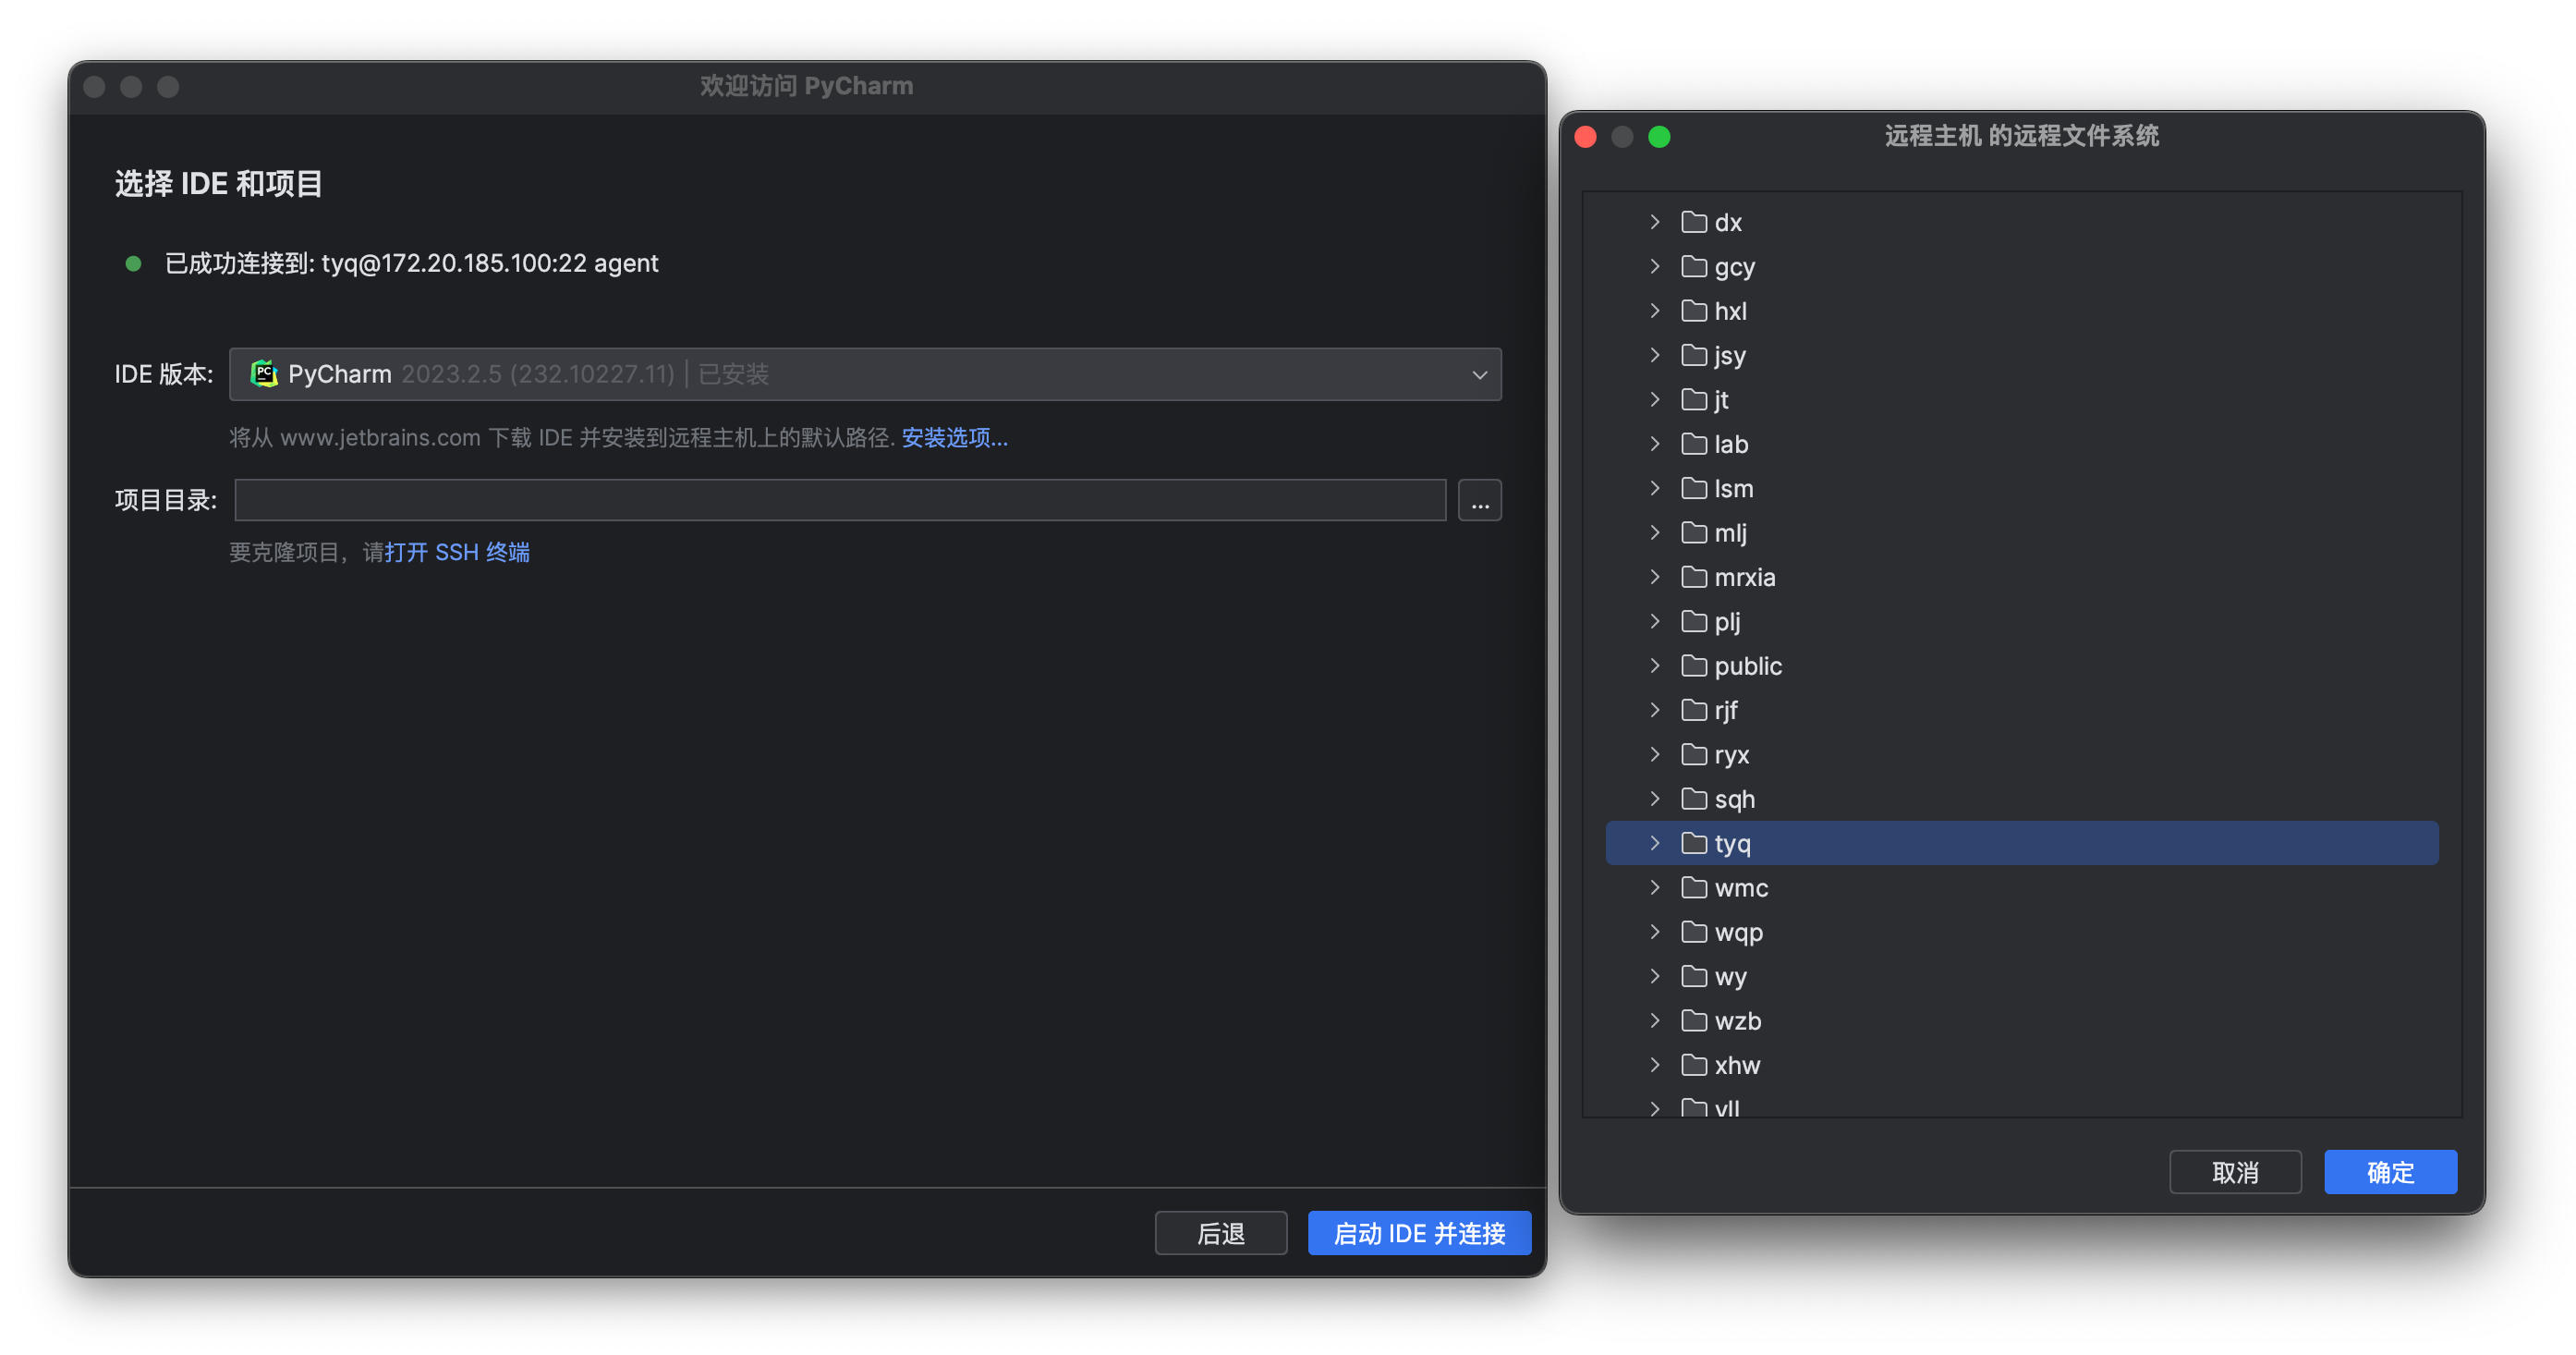 欢迎访问 PyCharm
选择 IDE 和项目
已成功连接到: tyq@172.20.185.100:22 agent
IDE 版本: PyCharm 2023.2.5 (232.10227.11) | 已安装
将从 www.jetbrains.com 下载 IDE 并安装到远程主机上的默认路径. 安装选项...
项目目录: ...
要克隆项目，请打开 SSH 终端
后退 启动 IDE 并连接
远程主机 的远程文件系统
dx
gcy
hxl
jsy
jt
lab
lsm
mlj
mrxia
plj
public
rjf
ryx
sqh
tyq
wmc
wqp
wy
wzb
xhw
取消 确定